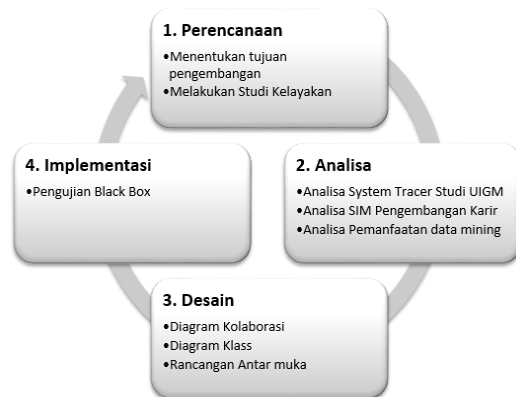 1. Perencanaan
•Menentukan tujuan
pengembangan
•Melakukan Studi Kelayakan
2. Analisa
•Analisa System Tracer Studi UIGM
•Analisa SIM Pengembangan Karir
•Analisa Pemanfaatan data mining
3. Desain
•Diagram Kolaborasi
•Diagram Klass
•Rancangan Antar muka
4. Implementasi
•Pengujian Black Box